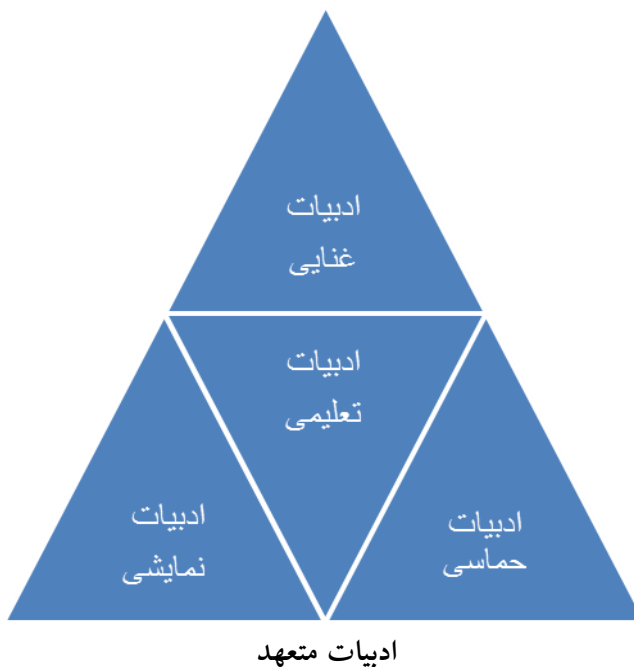 ادبیات
غنایی
ادبیات
تعلیمی
ادبیات
حماسی
ادبیات
نمایشی
ادبیات متعهد